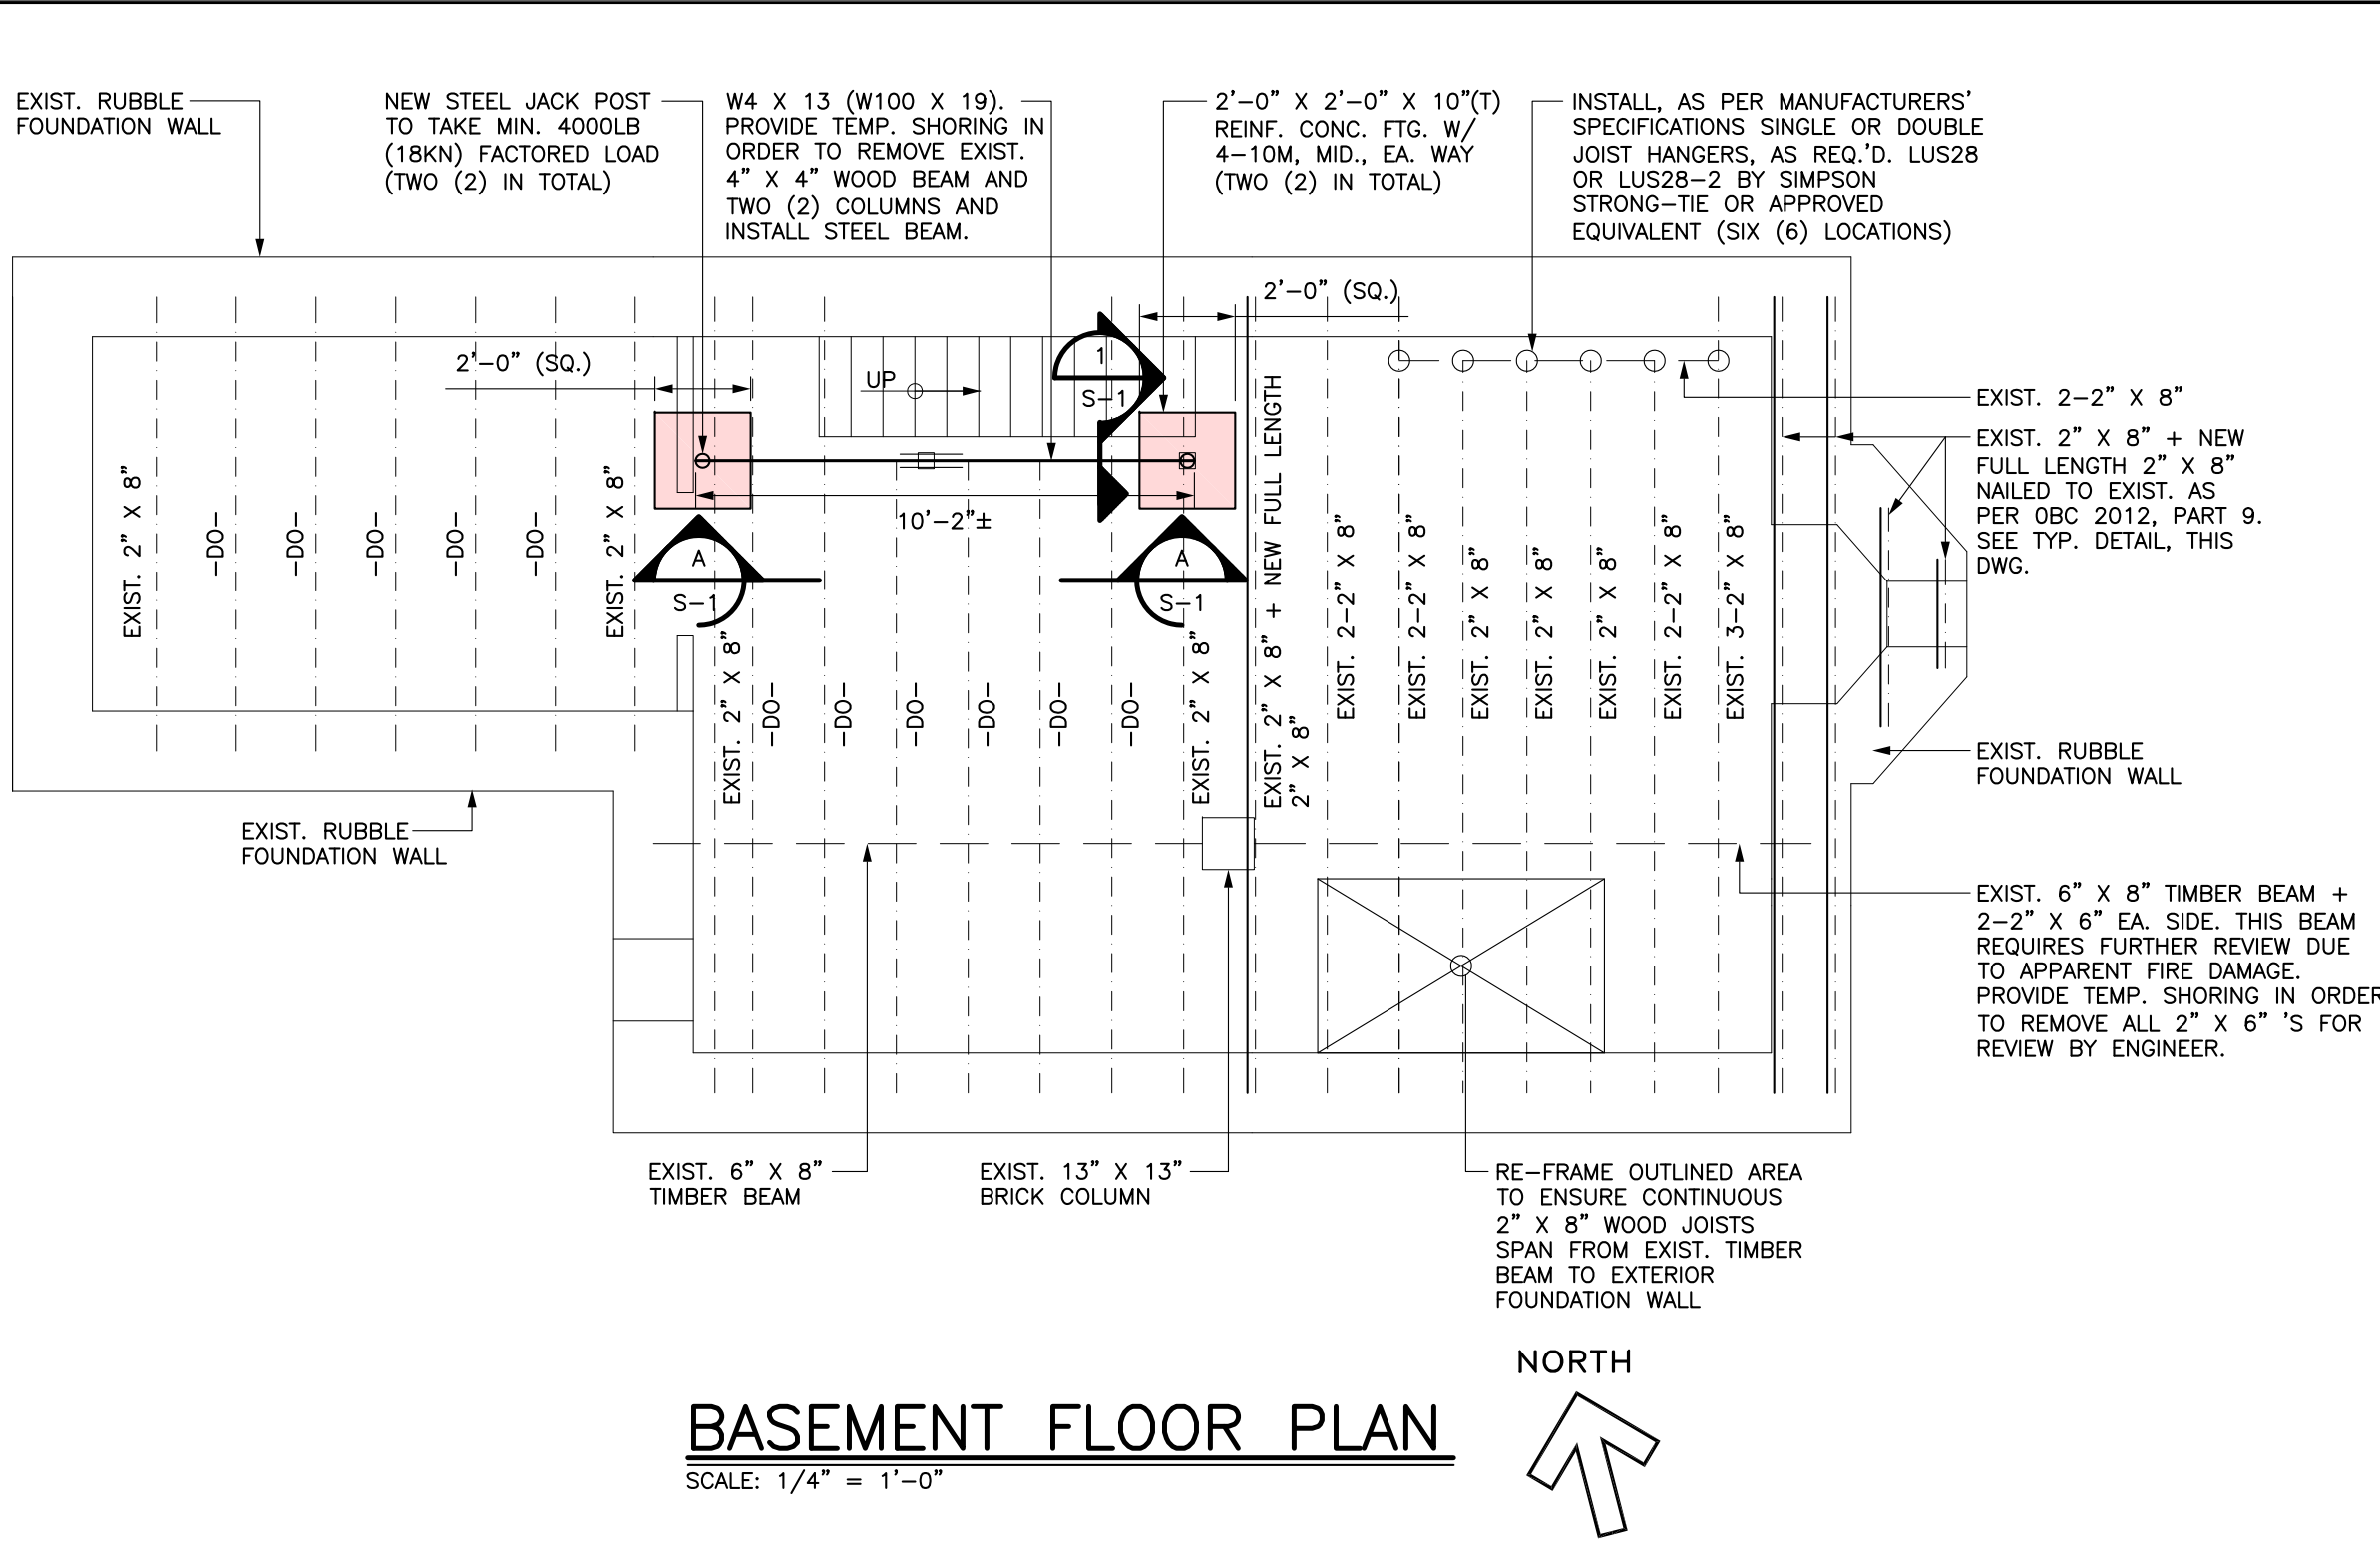 EXIST. RUBBLE
FOUNDATION WALL
NEW STEEL JACK POST
TO TAKE MIN. 4000LB
(18KN) FACTORED LOAD
(TWO (2) IN TOTAL)
W4 X 13 (W100 X 19).
PROVIDE TEMP. SHORING IN
ORDER TO REMOVE EXIST.
4" X 4" WOOD BEAM AND
TWO (2) COLUMNS AND
INSTALL STEEL BEAM.
2'-0" X 2'-0" X 10"(T)
REINF. CONC. FTG. W/
4-10M, MID., EA. WAY
(TWO (2) IN TOTAL)
INSTALL, AS PER MANUFACTURERS'
SPECIFICATIONS SINGLE OR DOUBLE
JOIST HANGERS, AS REQ.'D. LUS28
OR LUS28-2 BY SIMPSON
STRONG-TIE OR APPROVED
EQUIVALENT (SIX (6) LOCATIONS)
2'-0" (SQ.)
2'-0" (SQ.)
UP
1
S-1
10'-2"±
A
S-1
A
S-1
EXIST. 2" X 8"
-DO-
-DO-
-DO-
-DO-
-DO-
EXIST. 2" X 8"
EXIST. 2" X 8"
-DO-
-DO-
-DO-
-DO-
-DO-
-DO-
EXIST. 2" X 8"
EXIST. 2" X 8" + NEW FULL LENGTH
2" X 8"
EXIST. 2-2" X 8"
EXIST. 2-2" X 8"
EXIST. 2" X 8"
EXIST. 2" X 8"
EXIST. 2" X 8"
EXIST. 2-2" X 8"
EXIST. 3-2" X 8"
EXIST. 2-2" X 8"
EXIST. 2" X 8" + NEW
FULL LENGTH 2" X 8"
NAILED TO EXIST. AS
PER OBC 2012, PART 9.
SEE TYP. DETAIL, THIS
DWG.
EXIST. RUBBLE
FOUNDATION WALL
EXIST. RUBBLE
FOUNDATION WALL
EXIST. 6" X 8" TIMBER BEAM +
2-2" X 6" EA. SIDE. THIS BEAM
REQUIRES FURTHER REVIEW DUE
TO APPARENT FIRE DAMAGE.
PROVIDE TEMP. SHORING IN ORDER
TO REMOVE ALL 2" X 6" 'S FOR
REVIEW BY ENGINEER.
EXIST. 6" X 8"
TIMBER BEAM
EXIST. 13" X 13"
BRICK COLUMN
RE-FRAME OUTLINED AREA
TO ENSURE CONTINUOUS
2" X 8" WOOD JOISTS
SPAN FROM EXIST. TIMBER
BEAM TO EXTERIOR
FOUNDATION WALL
NORTH
BASEMENT FLOOR PLAN
SCALE: 1/4" = 1'-0"